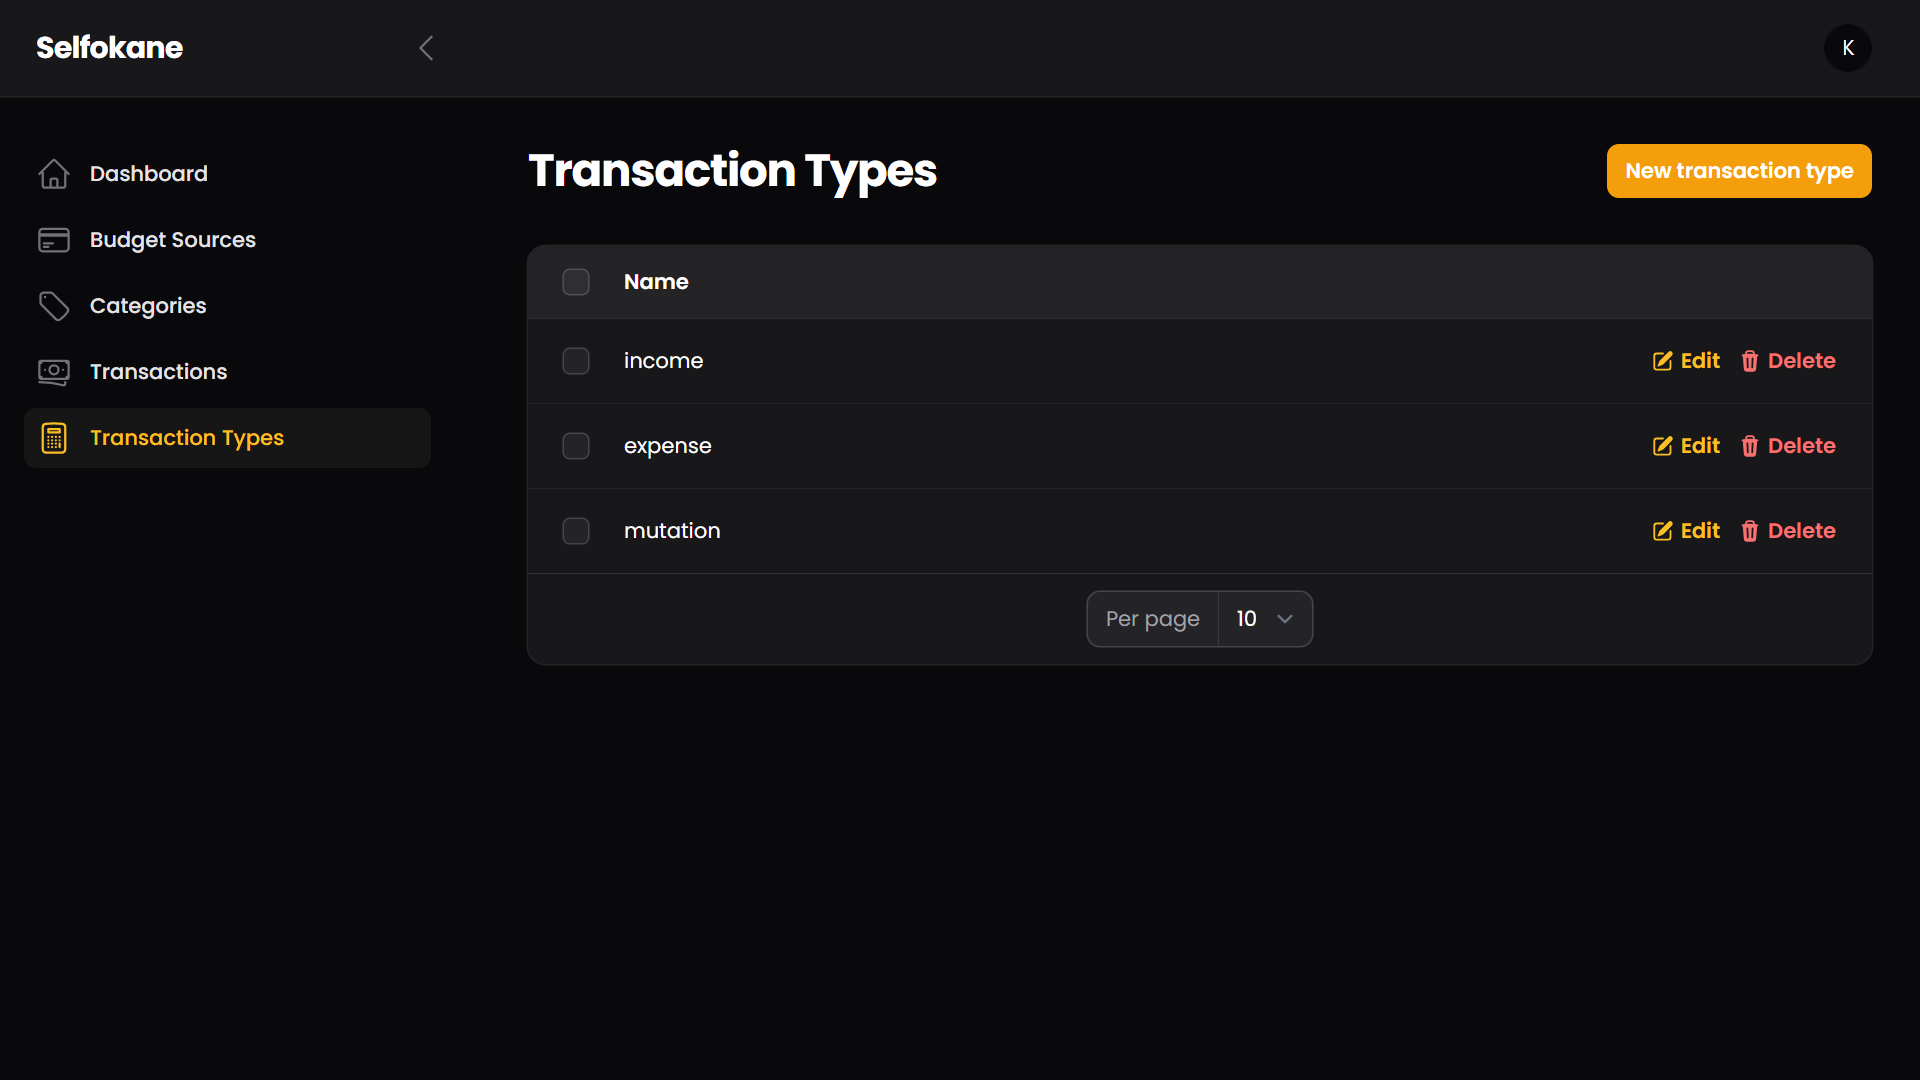 Selfokane
K
Dashboard
Budget Sources
Categories
Transactions
Transaction Types
Transaction Types
New transaction type
Name
income Edit Delete
expense Edit Delete
mutation Edit Delete
Per page 10